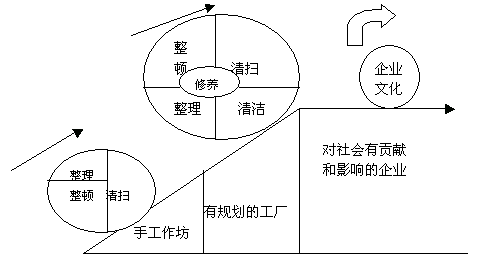 整
顿
清扫
修养
整理
清洁
企业
文化
整理
整顿
清扫
手工作坊
有规划的工厂
对社会有贡献
和影响的企业